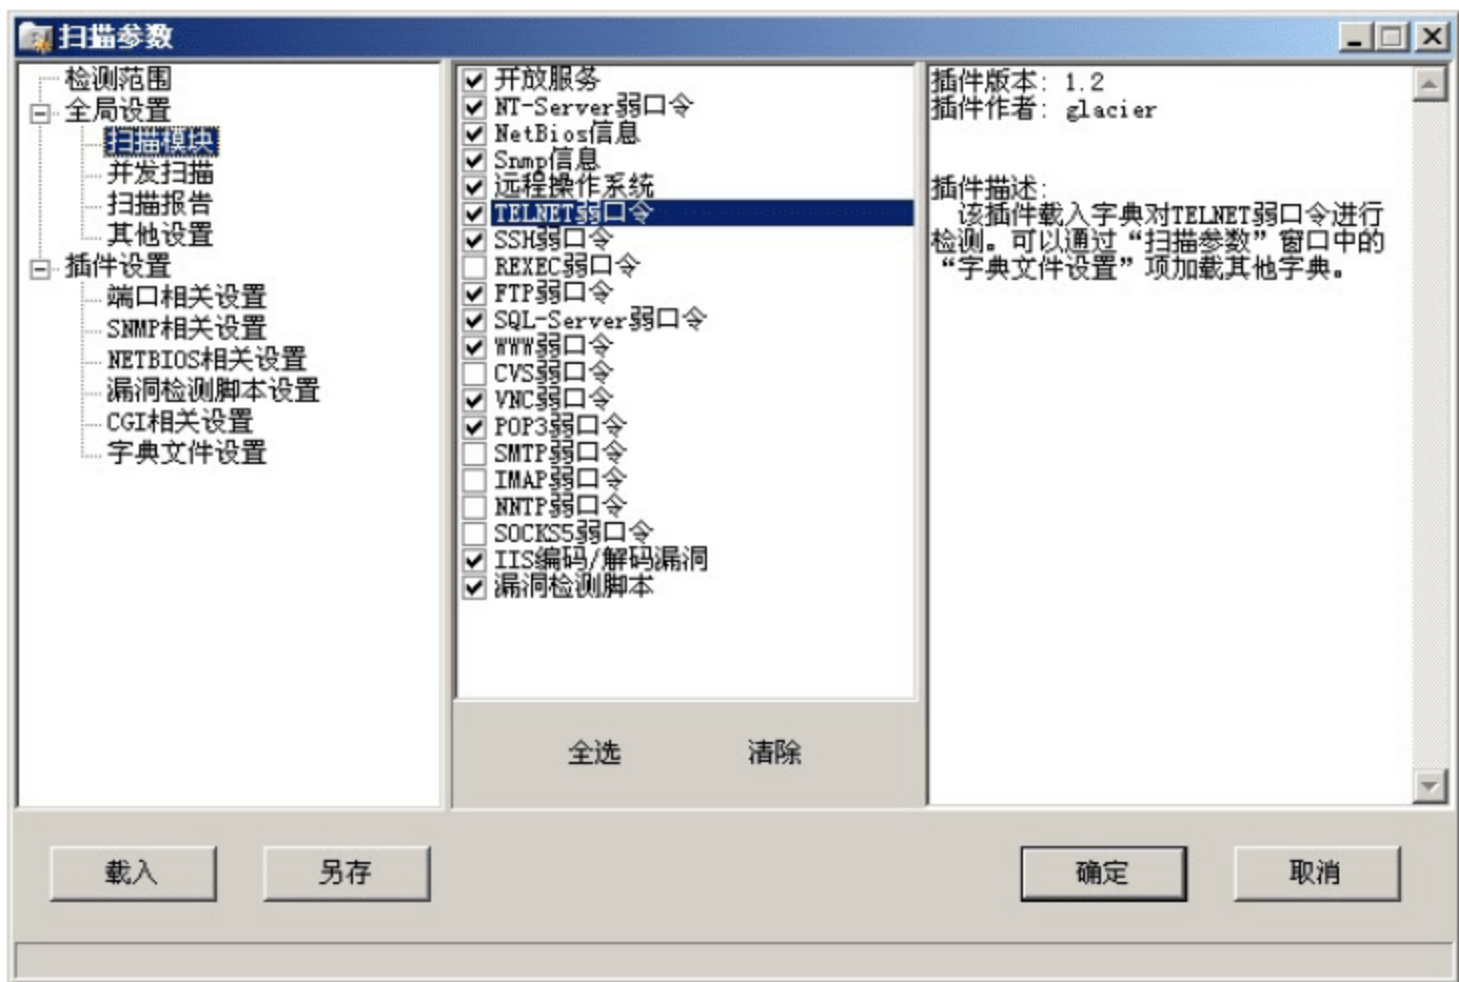 扫描参数
检测范围
全局设置
扫描模块
并发扫描
扫描报告
其他设置
插件设置
端口相关设置
SNMP相关设置
NETBIOS相关设置
漏洞检测脚本设置
CGI相关设置
字典文件设置
开放服务
NT-Server弱口令
NetBios信息
Snmp信息
远程操作系统
TELNET弱口令
SSH弱口令
REXEC弱口令
FTP弱口令
SQL-Server弱口令
WWW弱口令
CVS弱口令
VNC弱口令
POP3弱口令
SMTP弱口令
IMAP弱口令
NNTP弱口令
SOCKS5弱口令
IIS编码/解码漏洞
漏洞检测脚本
全选 清除
插件版本: 1.2
插件作者: glacier
插件描述:
该插件载入字典对TELNET弱口令进行
检测。可以通过“扫描参数”窗口中的
“字典文件设置”项加载其他字典。
载入 另存 确定 取消